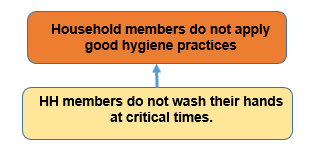 Household members do not apply
good hygiene practices
HH members do not wash their hands
at critical times.